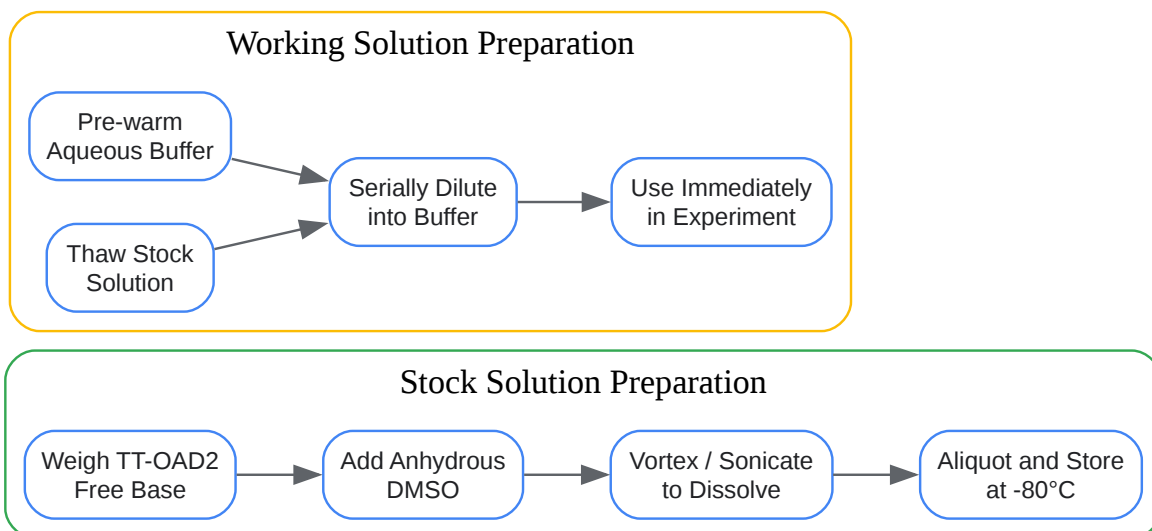 Working Solution Preparation
Pre-warm
Aqueous Buffer
Thaw Stock
Solution
Serially Dilute
into Buffer
Use Immediately
in Experiment
Stock Solution Preparation
Weigh TT-OAD2
Free Base
Add Anhydrous
DMSO
Vortex / Sonicate
to Dissolve
Aliquot and Store
at -80°C